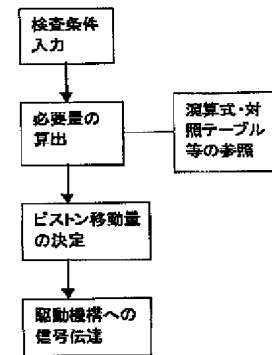 検査条件
入力
必要量の
算出
演算式・対
照テーブル
等の参照
ピストン移動量
の決定
駆動機構への
信号伝達